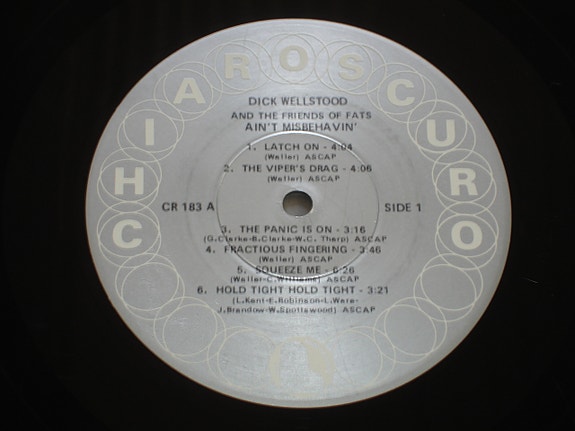 CHIAROSCURO
DICK WELLSTOOD
AND THE FRIENDS OF FATS
AIN'T MISBEHAVIN'
1. LATCH ON - 4:04
(Waller) ASCAP
2. THE VIPER'S DRAG - 4:06
(Waller) ASCAP
CR 183 A
SIDE 1
3. THE PANIC IS ON - 3:16
(G.Clarke-B.Clarke-W.C. Tharp) ASCAP
4. FRACTIOUS FINGERING - 3:46
(Waller) ASCAP
5. SQUEEZE ME - 6:26
(Waller-C.Williams) ASCAP
6. HOLD TIGHT HOLD TIGHT - 3:21
(L.Kent-E.Robinson-L.Ware-
J.Brandow-W.Spottswood) ASCAP